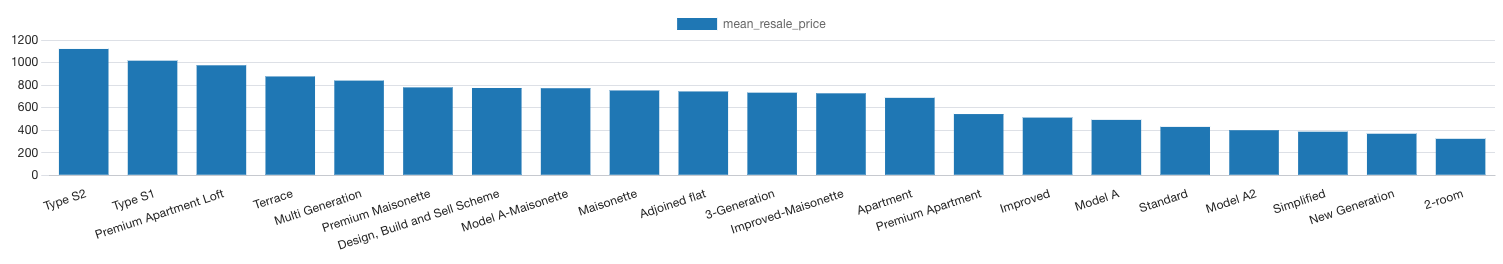 mean_resale_price
1200
1000
800
600
400
200
0
Type S2
Type S1
Premium Apartment Loft
Terrace
Multi Generation
Premium Maisonette
Design, Build and Sell Scheme
Model A-Maisonette
Maisonette
Adjoined flat
3-Generation
Improved-Maisonette
Apartment
Premium Apartment
Improved
Model A
Standard
Model A2
Simplified
New Generation
2-room